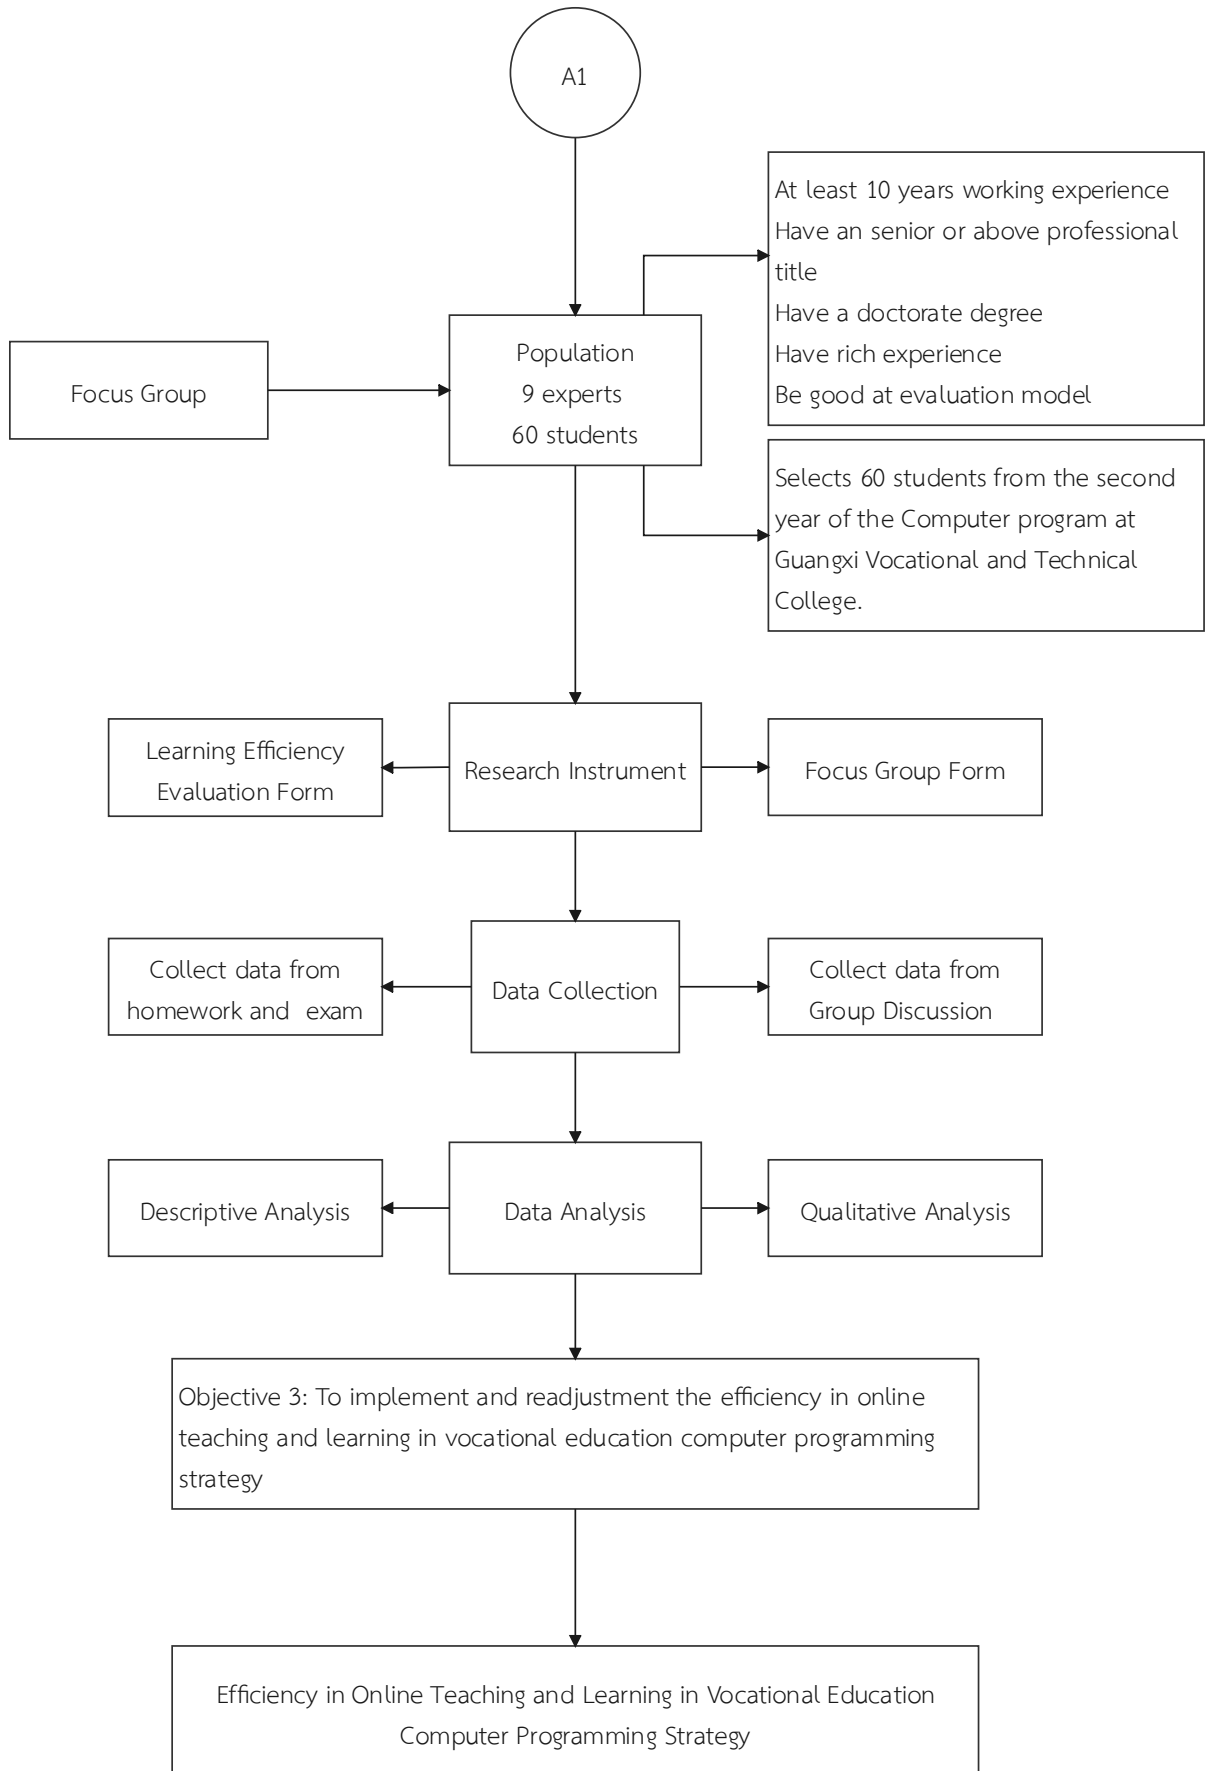 A1
At least 10 years working experience
Have an senior or above professional
title
Have a doctorate degree
Have rich experience
Be good at evaluation model
Focus Group
Population
9 experts
60 students
Selects 60 students from the second
year of the Computer program at
Guangxi Vocational and Technical
College.
Learning Efficiency
Evaluation Form
Research Instrument
Focus Group Form
Collect data from
homework and exam
Data Collection
Collect data from
Group Discussion
Descriptive Analysis
Data Analysis
Qualitative Analysis
Objective 3: To implement and readjustment the efficiency in online
teaching and learning in vocational education computer programming
strategy
Efficiency in Online Teaching and Learning in Vocational Education
Computer Programming Strategy